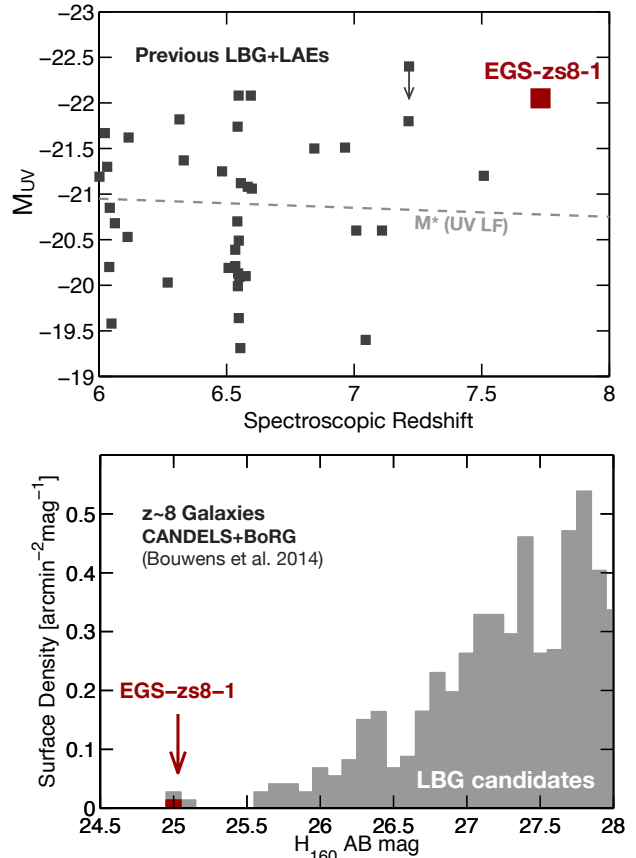 −23
−22.5
−22
−21.5
−21
−20.5
−20
−19.5
−19
M_UV
Previous LBG+LAEs
EGS-zs8-1
M* (UV LF)
6
6.5
7
7.5
8
Spectroscopic Redshift
0.5
0.4
0.3
0.2
0.1
0
Surface Density [arcmin⁻²mag⁻¹]
z~8 Galaxies
CANDELS+BoRG
(Bouwens et al. 2014)
EGS−zs8−1
LBG candidates
24.5
25
25.5
26
26.5
27
27.5
28
H₁₆₀ AB mag